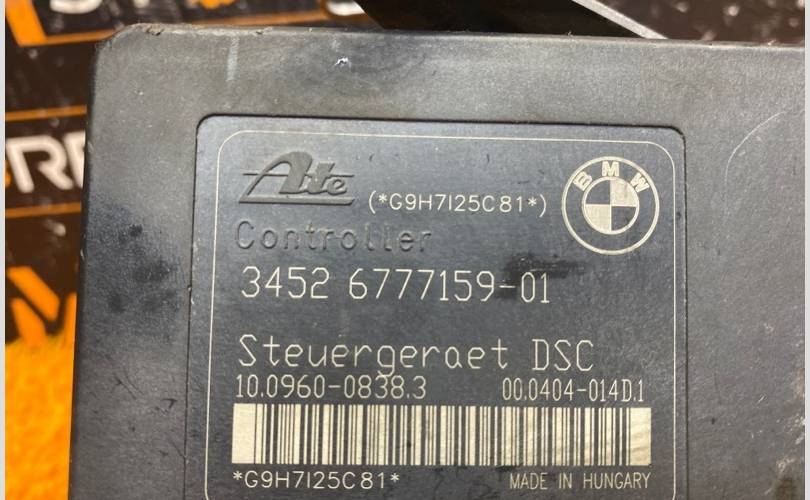 Ate (*G9H7I25C81*) BMW
Controller
3452 6777159-01
Steuergeraet DSC
10.0960-0838.3 00.0404-014D.1
*G9H7I25C81* MADE IN HUNGARY